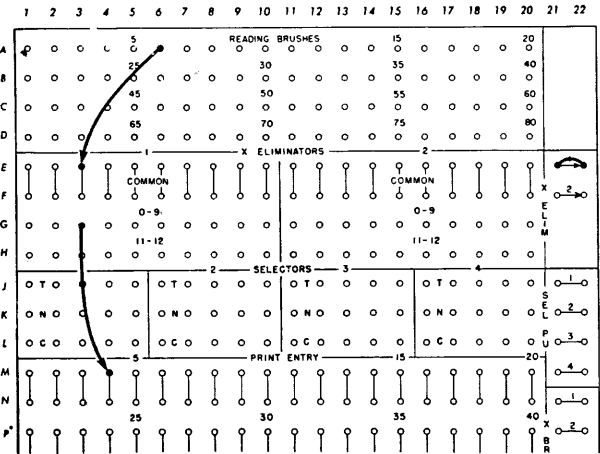 1 2 3 4 5 6 7 8 9 10 11 12 13 14 15 16 17 18 19 20 21 22
5 READING BRUSHES 15 20
A
25 30 35 40
B
45 50 55 60
C
65 70 75 80
D
1 X ELIMINATORS 2
E
COMMON COMMON
F X ELIM 2
0-9 0-9
G
11-12 11-12
H
2 SELECTORS 3 4
J T T T T 1
K N N N N SEL PU 2
L C C C C 3
5 PRINT ENTRY 15 20
M 4
N 1
25 30 35 40
P X BR 2